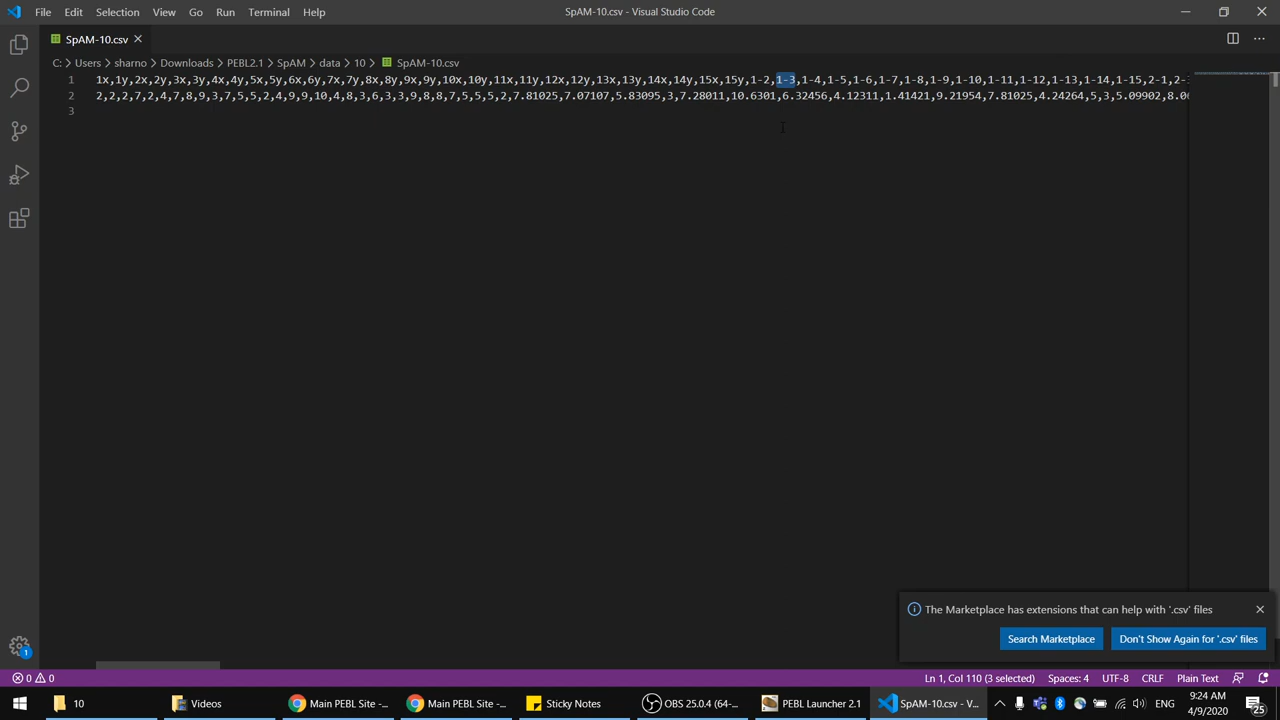 File Edit Selection View Go Run Terminal Help SpAM-10.csv - Visual Studio Code
SpAM-10.csv
C: > Users > sharno > Downloads > PEBL2.1 > SpAM > data > 10 > SpAM-10.csv
1 1x,1y,2x,2y,3x,3y,4x,4y,5x,5y,6x,6y,7x,7y,8x,8y,9x,9y,10x,10y,11x,11y,12x,12y,13x,13y,14x,14y,15x,15y,1-2,1-3,1-4,1-5,1-6,1-7,1-8,1-9,1-10,1-11,1-12,1-13,1-14,1-15,2-1,2-
2 2,2,2,7,2,4,7,8,9,3,7,5,5,2,4,9,9,10,4,8,3,6,3,3,9,8,8,7,5,5,5,2,7.81025,7.07107,5.83095,3,7.28011,10.6301,6.32456,4.12311,1.41421,9.21954,7.81025,4.24264,5,3,5.09902,8.06
3
The Marketplace has extensions that can help with '.csv' files
Search Marketplace Don't Show Again for '.csv' files
1
0 0 Ln 1, Col 110 (3 selected) Spaces: 4 UTF-8 CRLF Plain Text
10 Videos Main PEBL Site -... Main PEBL Site -... Sticky Notes OBS 25.0.4 (64-... PEBL Launcher 2.1 SpAM-10.csv - V... ENG
9:24 AM
4/9/2020
25